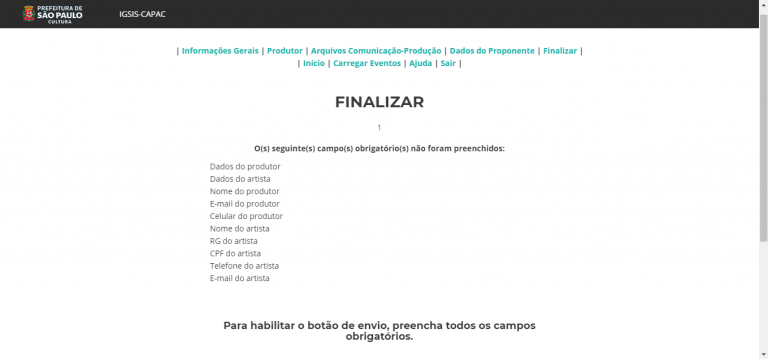 PREFEITURA DE
SÃO PAULO
CULTURA
IGSIS-CAPAC
| Informações Gerais | Produtor | Arquivos Comunicação-Produção | Dados do Proponente | Finalizar |
| Início | Carregar Eventos | Ajuda | Sair |
FINALIZAR
1
O(s) seguinte(s) campo(s) obrigatório(s) não foram preenchidos:
Dados do produtor
Dados do artista
Nome do produtor
E-mail do produtor
Celular do produtor
Nome do artista
RG do artista
CPF do artista
Telefone do artista
E-mail do artista
Para habilitar o botão de envio, preencha todos os campos
obrigatórios.